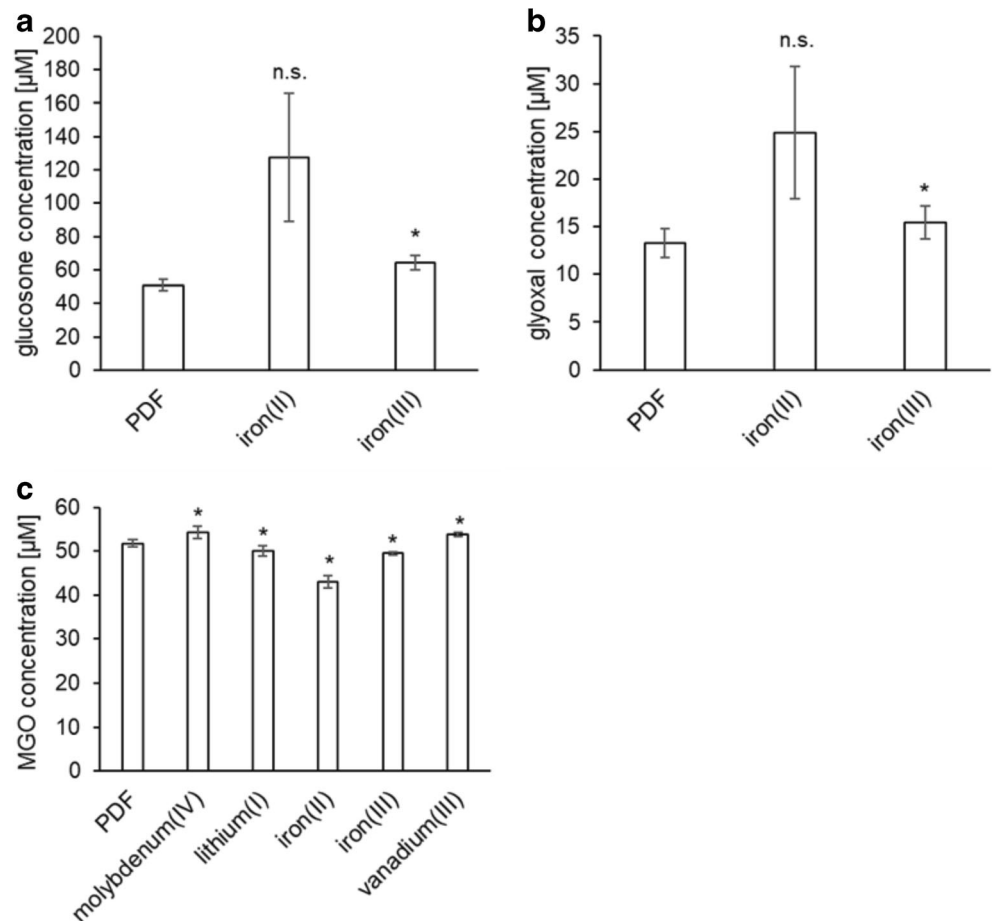 a
glucosone concentration [µM]
200
180
160
140
120
100
80
60
40
20
0
n.s.
*
PDF
iron(II)
iron(III)
b
glyoxal concentration [µM]
35
30
25
20
15
10
5
0
n.s.
*
PDF
iron(II)
iron(III)
c
MGO concentration [µM]
60
50
40
30
20
10
0
*
*
*
*
*
PDF
molybdenum(IV)
lithium(I)
iron(II)
iron(III)
vanadium(III)